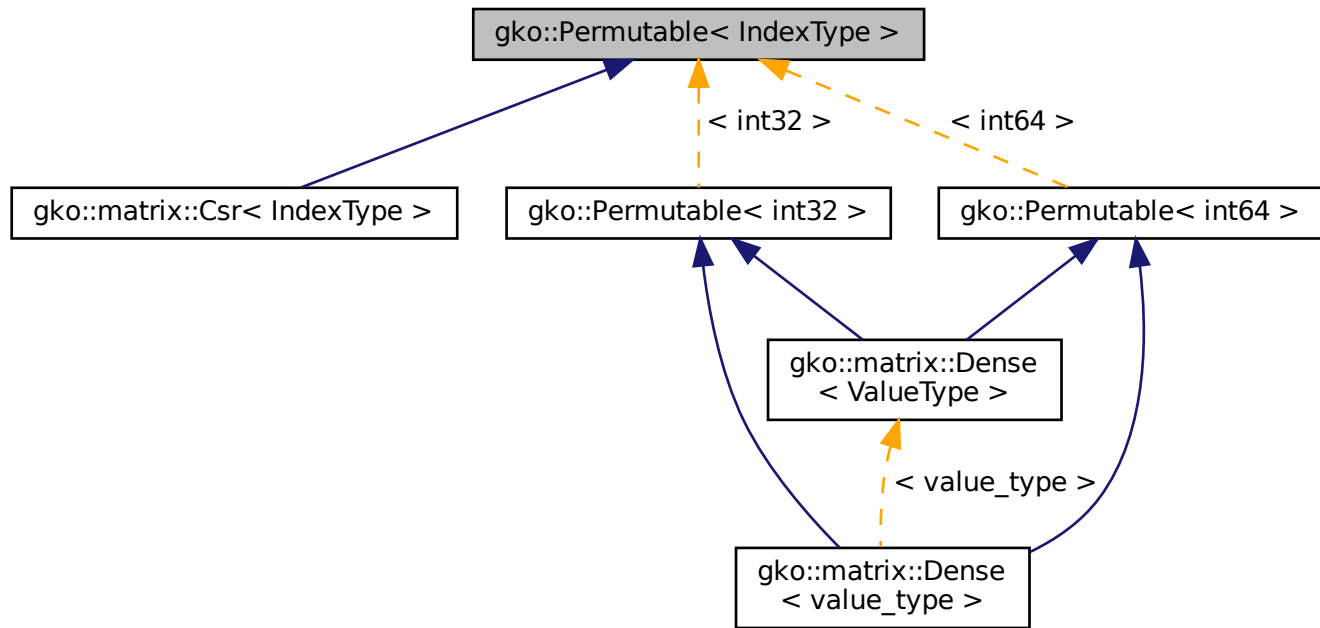 gko::Permutable< IndexType >
< int32 >
< int64 >
gko::matrix::Csr< IndexType >
gko::Permutable< int32 >
gko::Permutable< int64 >
gko::matrix::Dense
< ValueType >
< value_type >
gko::matrix::Dense
< value_type >